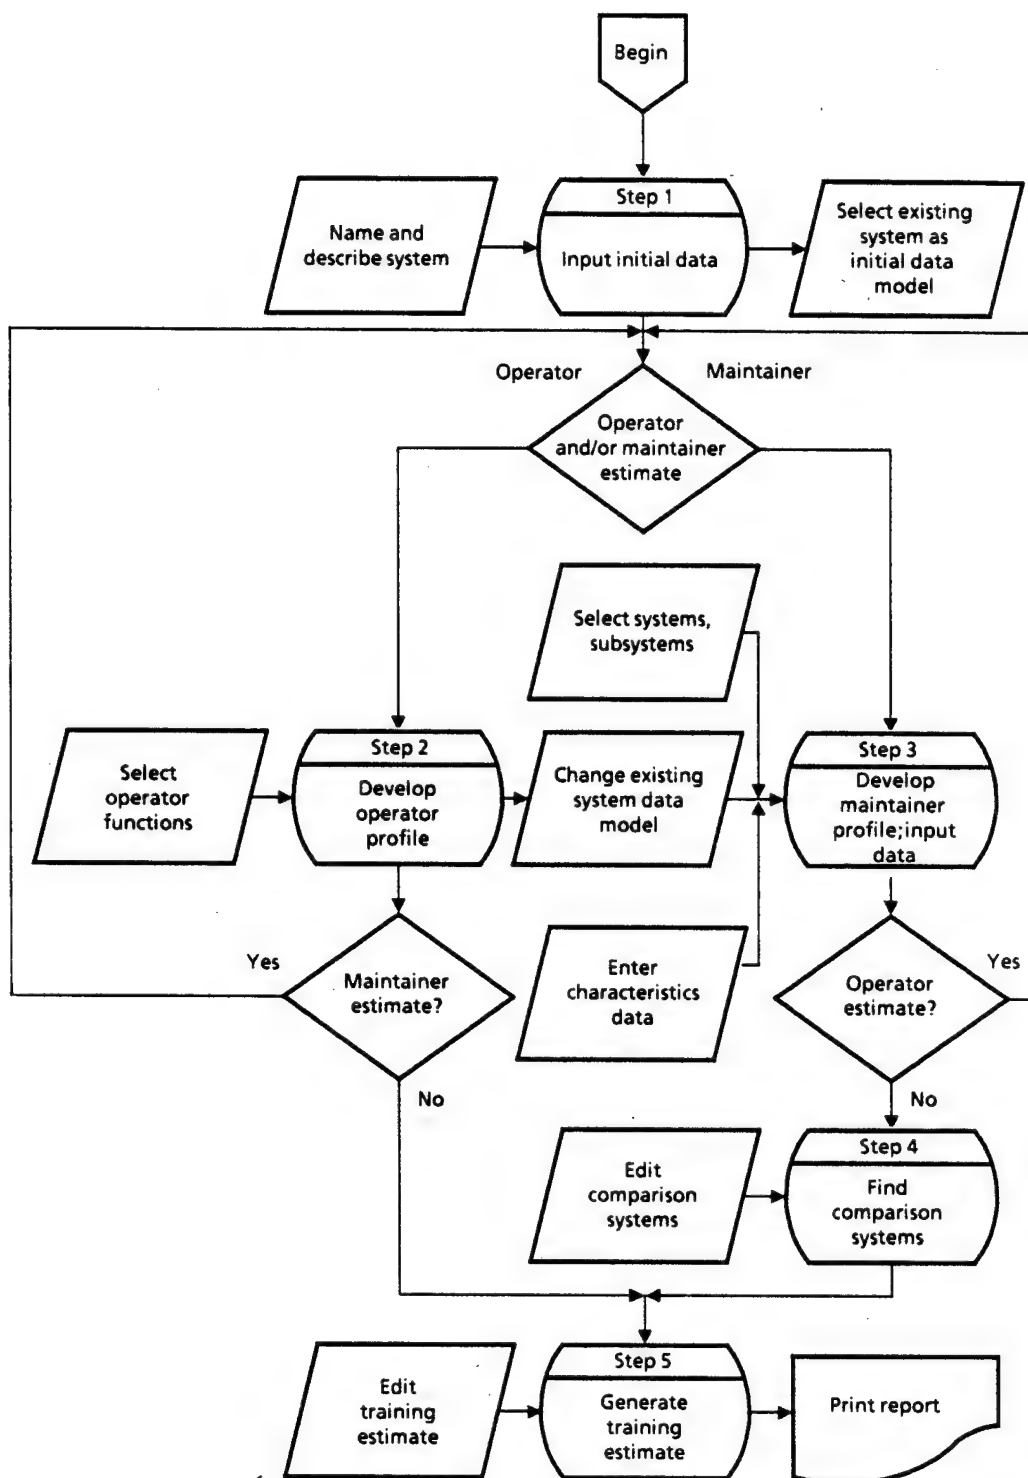 Begin
Step 1
Input initial data
Name and
describe system
Select existing
system as
initial data
model
Operator
Maintainer
Operator
and/or maintainer
estimate
Select systems,
subsystems
Select
operator
functions
Step 2
Develop
operator
profile
Change existing
system data
model
Step 3
Develop
maintainer
profile;input
data
Yes
Maintainer
estimate?
No
Enter
characteristics
data
Operator
estimate?
Yes
No
Edit
comparison
systems
Step 4
Find
comparison
systems
Edit
training
estimate
Step 5
Generate
training
estimate
Print report